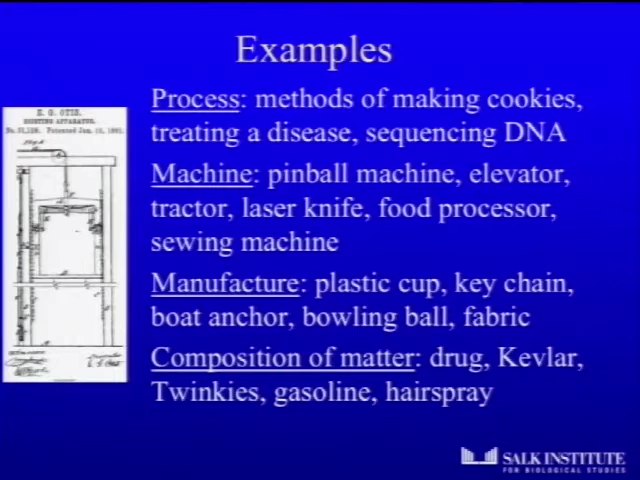 Examples
E. G. OTIS.
HOISTING APPARATUS.
Process: methods of making cookies,
treating a disease, sequencing DNA
Machine: pinball machine, elevator,
tractor, laser knife, food processor,
sewing machine
Manufacture: plastic cup, key chain,
boat anchor, bowling ball, fabric
Composition of matter: drug, Kevlar,
Twinkies, gasoline, hairspray
SALK INSTITUTE
FOR BIOLOGICAL STUDIES